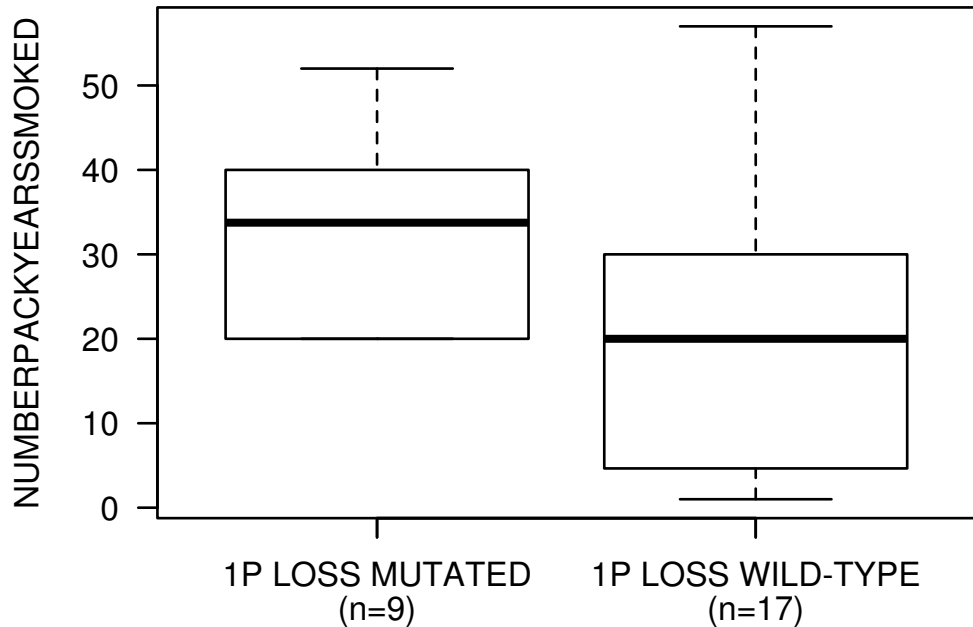 NUMBERPACKYEARSSMOKED
50
40
30
20
10
0
1P LOSS MUTATED
(n=9)
1P LOSS WILD-TYPE
(n=17)